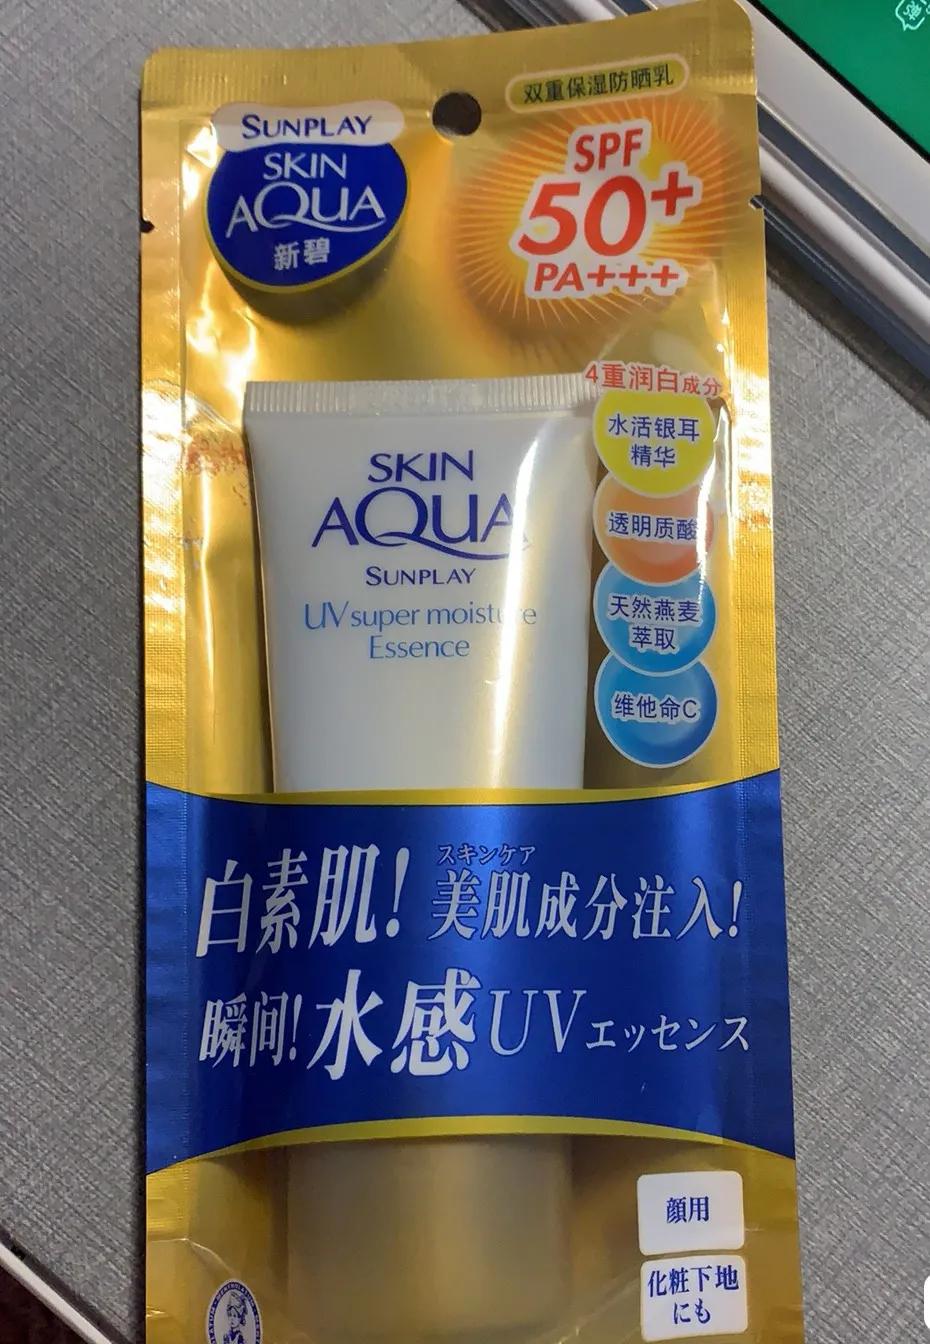 双重保湿防晒乳
SUNPLAY
SKIN
AQUA
新碧
SPF
50+
PA+++
4重润白成分
水活银耳
精华
透明质酸
天然燕麦
萃取
维他命C
SKIN
AQUA
SUNPLAY
UV super moisture
Essence
スキンケア
白素肌! 美肌成分注入!
瞬间!水感UVエッセンス
顔用
化粧下地
にも